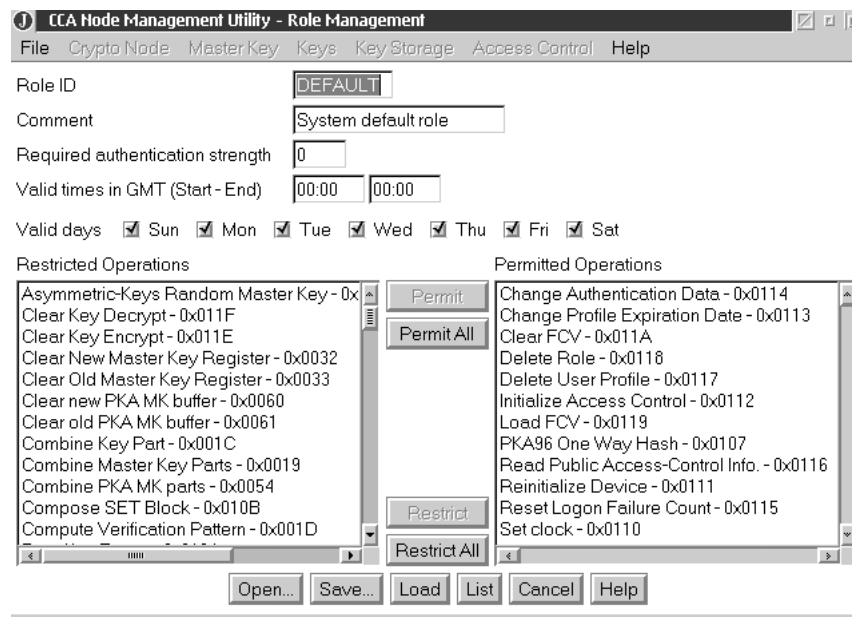 CCA Node Management Utility - Role Management
File Crypto Node Master Key Keys Key Storage Access Control Help
Role ID DEFAULT
Comment System default role
Required authentication strength 0
Valid times in GMT (Start - End) 00:00 00:00
Valid days Sun Mon Tue Wed Thu Fri Sat
Restricted Operations
Asymmetric-Keys Random Master Key - 0x
Clear Key Decrypt - 0x011F
Clear Key Encrypt - 0x011E
Clear New Master Key Register - 0x0032
Clear Old Master Key Register - 0x0033
Clear new PKA MK buffer - 0x0060
Clear old PKA MK buffer - 0x0061
Combine Key Part - 0x001C
Combine Master Key Parts - 0x0019
Combine PKA MK parts - 0x0054
Compose SET Block - 0x010B
Compute Verification Pattern - 0x001D
Permit
Permit All
Restrict
Restrict All
Permitted Operations
Change Authentication Data - 0x0114
Change Profile Expiration Date - 0x0113
Clear FCV - 0x011A
Delete Role - 0x0118
Delete User Profile - 0x0117
Initialize Access Control - 0x0112
Load FCV - 0x0119
PKA96 One Way Hash - 0x0107
Read Public Access-Control Info. - 0x0116
Reinitialize Device - 0x0111
Reset Logon Failure Count - 0x0115
Set clock - 0x0110
Open... Save... Load List Cancel Help